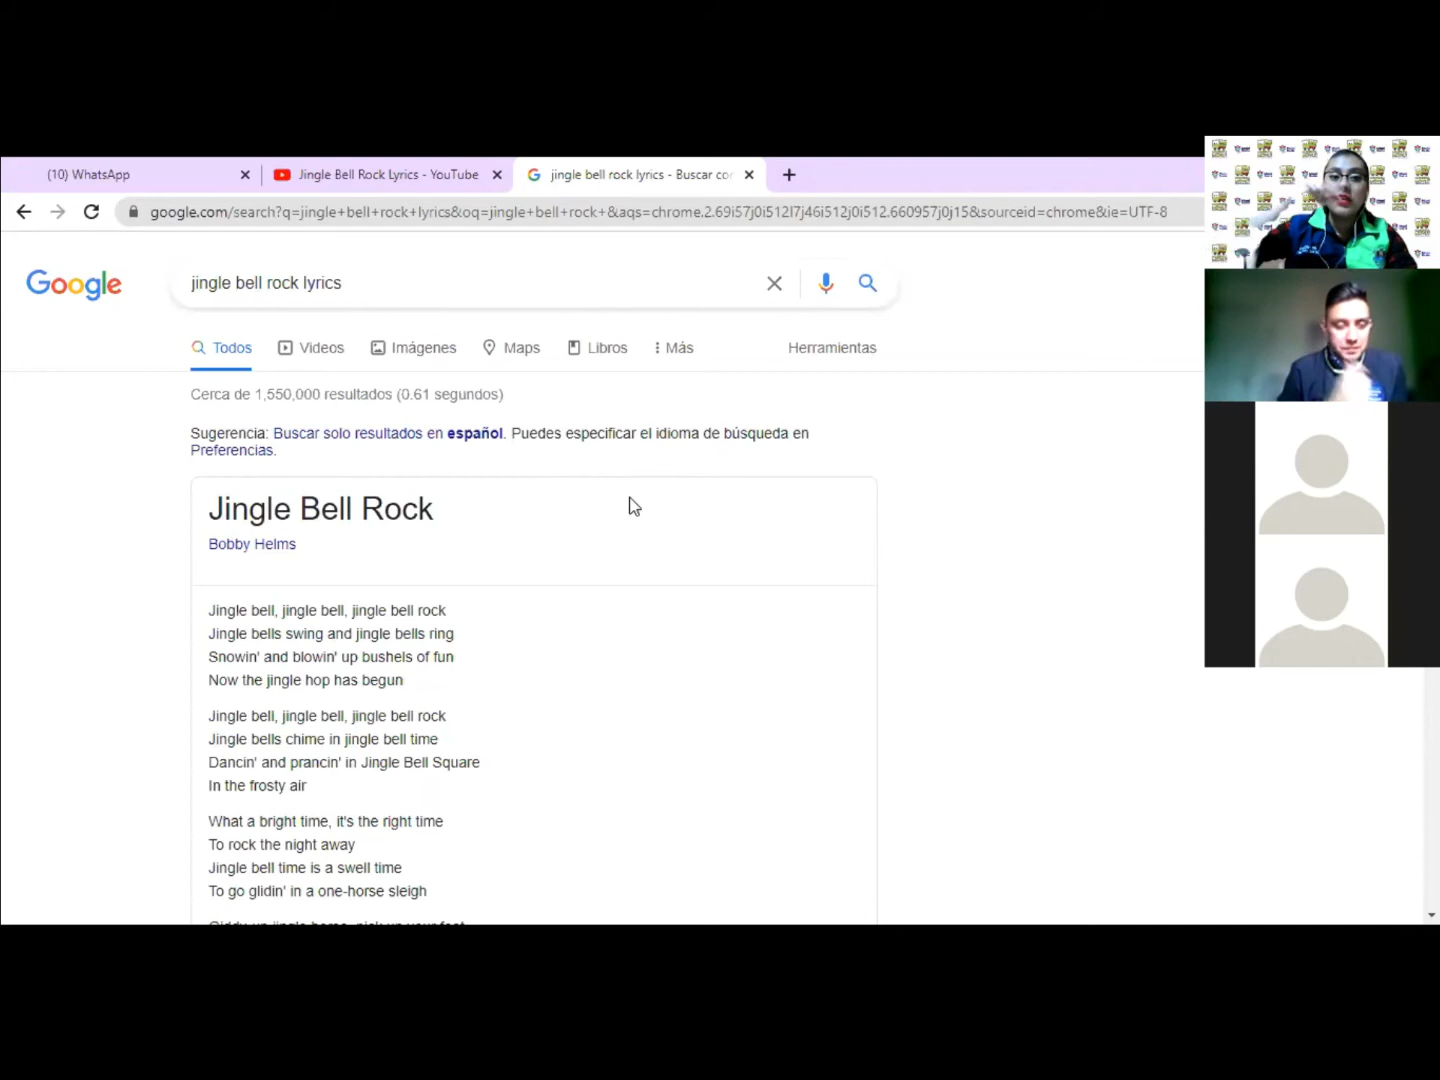 (10) WhatsApp
Jingle Bell Rock Lyrics - YouTube
jingle bell rock lyrics - Buscar co
google.com/search?q=jingle+bell+rock+lyrics&oq=jingle+bell+rock+&aqs=chrome.2.69i57j0i512l7j46i512j0i512.660957j0j15&sourceid=chrome&ie=UTF-8
Google
jingle bell rock lyrics
Todos Videos Imágenes Maps Libros Más Herramientas
Cerca de 1,550,000 resultados (0.61 segundos)
Sugerencia: Buscar solo resultados en español. Puedes especificar el idioma de búsqueda en
Preferencias.
Jingle Bell Rock
Bobby Helms
Jingle bell, jingle bell, jingle bell rock
Jingle bells swing and jingle bells ring
Snowin' and blowin' up bushels of fun
Now the jingle hop has begun
Jingle bell, jingle bell, jingle bell rock
Jingle bells chime in jingle bell time
Dancin' and prancin' in Jingle Bell Square
In the frosty air
What a bright time, it's the right time
To rock the night away
Jingle bell time is a swell time
To go glidin' in a one-horse sleigh